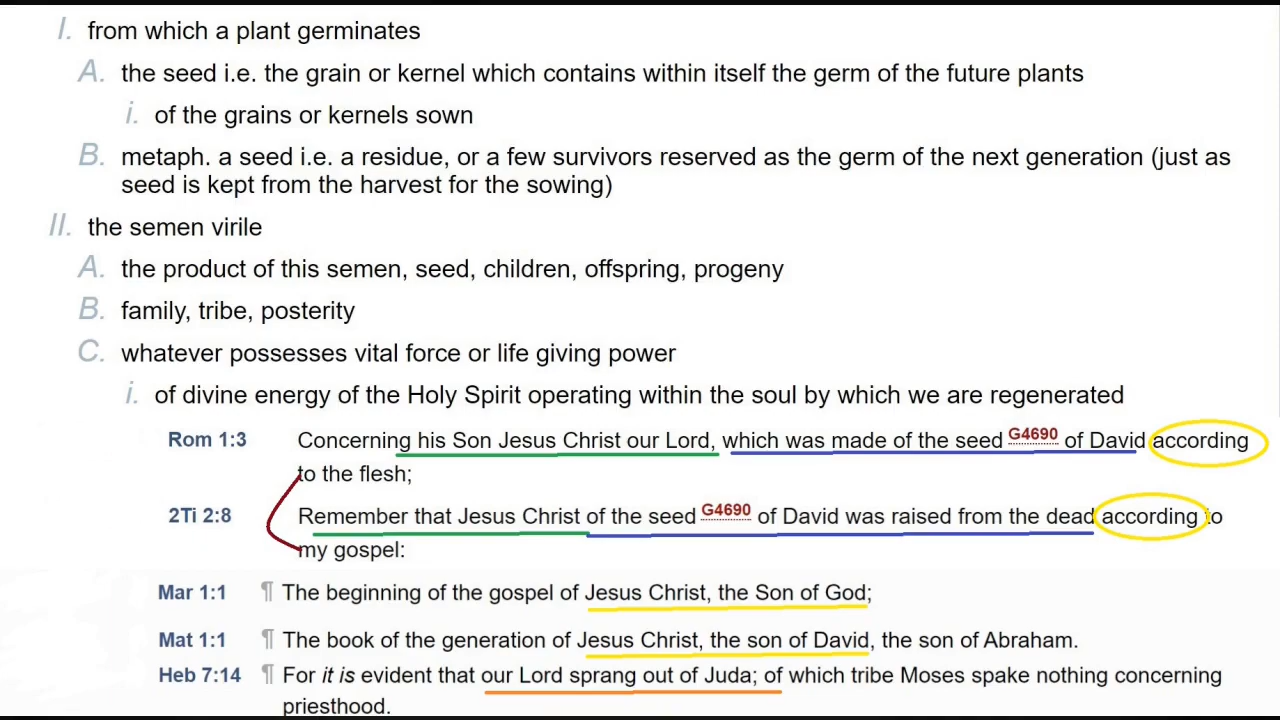 I. from which a plant germinates
A. the seed i.e. the grain or kernel which contains within itself the germ of the future plants
i. of the grains or kernels sown
B. metaph. a seed i.e. a residue, or a few survivors reserved as the germ of the next generation (just as
seed is kept from the harvest for the sowing)
II. the semen virile
A. the product of this semen, seed, children, offspring, progeny
B. family, tribe, posterity
C. whatever possesses vital force or life giving power
i. of divine energy of the Holy Spirit operating within the soul by which we are regenerated
Rom 1:3 Concerning his Son Jesus Christ our Lord, which was made of the seed G4690 of David according
to the flesh;
2Ti 2:8 Remember that Jesus Christ of the seed G4690 of David was raised from the dead according to
my gospel:
Mar 1:1 ¶ The beginning of the gospel of Jesus Christ, the Son of God;
Mat 1:1 ¶ The book of the generation of Jesus Christ, the son of David, the son of Abraham.
Heb 7:14 ¶ For it is evident that our Lord sprang out of Juda; of which tribe Moses spake nothing concerning
priesthood.